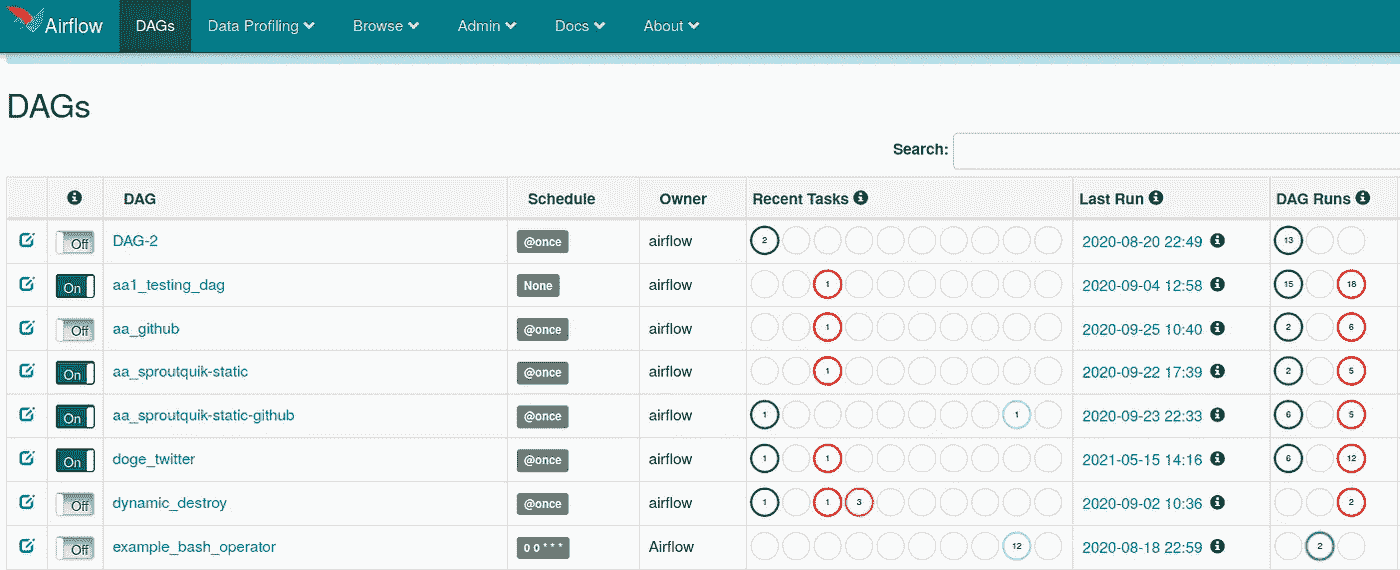 Airflow DAGs Data Profiling Browse Admin Docs About
DAGs
Search:
DAG Schedule Owner Recent Tasks Last Run DAG Runs
Off DAG-2 @once airflow 2 2020-08-20 22:49 13
On aa1_testing_dag None airflow 1 2020-09-04 12:58 15 18
Off aa_github @once airflow 1 2020-09-25 10:40 2 6
On aa_sproutquik-static @once airflow 1 2020-09-22 17:39 2 5
On aa_sproutquik-static-github @once airflow 1 1 2020-09-23 22:33 6 5
On doge_twitter @once airflow 1 1 2021-05-15 14:16 6 12
Off dynamic_destroy @once airflow 1 1 3 2020-09-02 10:36 2
Off example_bash_operator 0 0 * * * Airflow 12 2020-08-18 22:59 2